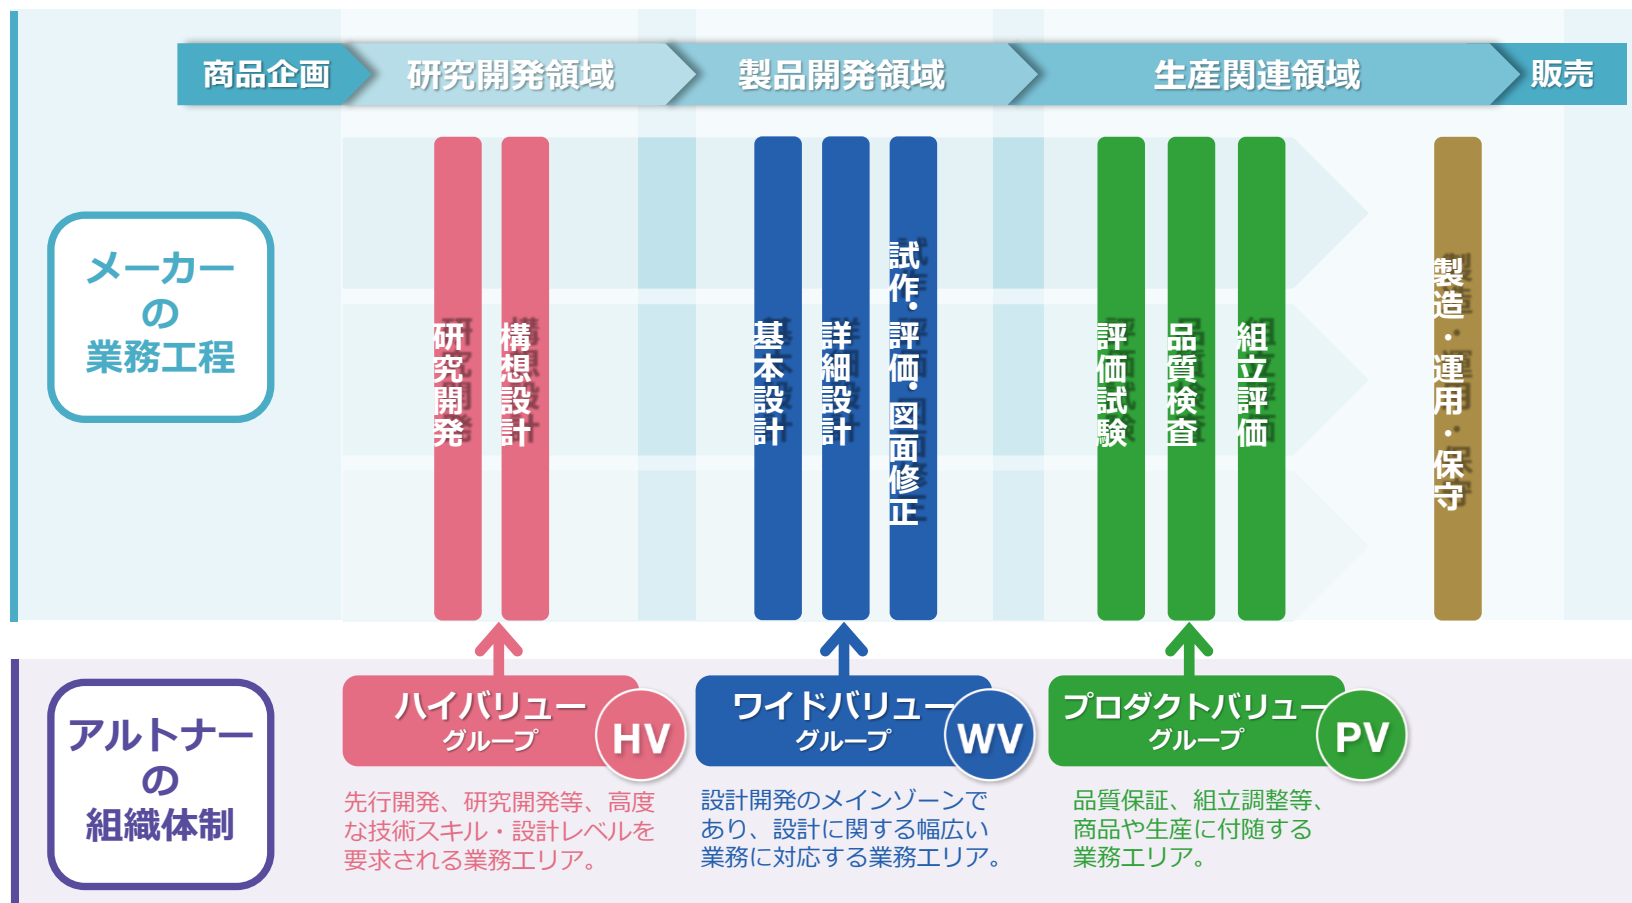 商品企画
研究開発領域
製品開発領域
生産関連領域
販売
メーカー
の
業務工程
研究開発
構想設計
基本設計
詳細設計
試作・評価・図面修正
評価試験
品質検査
組立評価
製造・運用・保守
アルトナー
の
組織体制
ハイバリュー
グループ
HV
先行開発、研究開発等、高度
な技術スキル・設計レベルを
要求される業務エリア。
ワイドバリュー
グループ
WV
設計開発のメインゾーンで
あり、設計に関する幅広い
業務に対応する業務エリア。
プロダクトバリュー
グループ
PV
品質保証、組立調整等、
商品や生産に付随する
業務エリア。